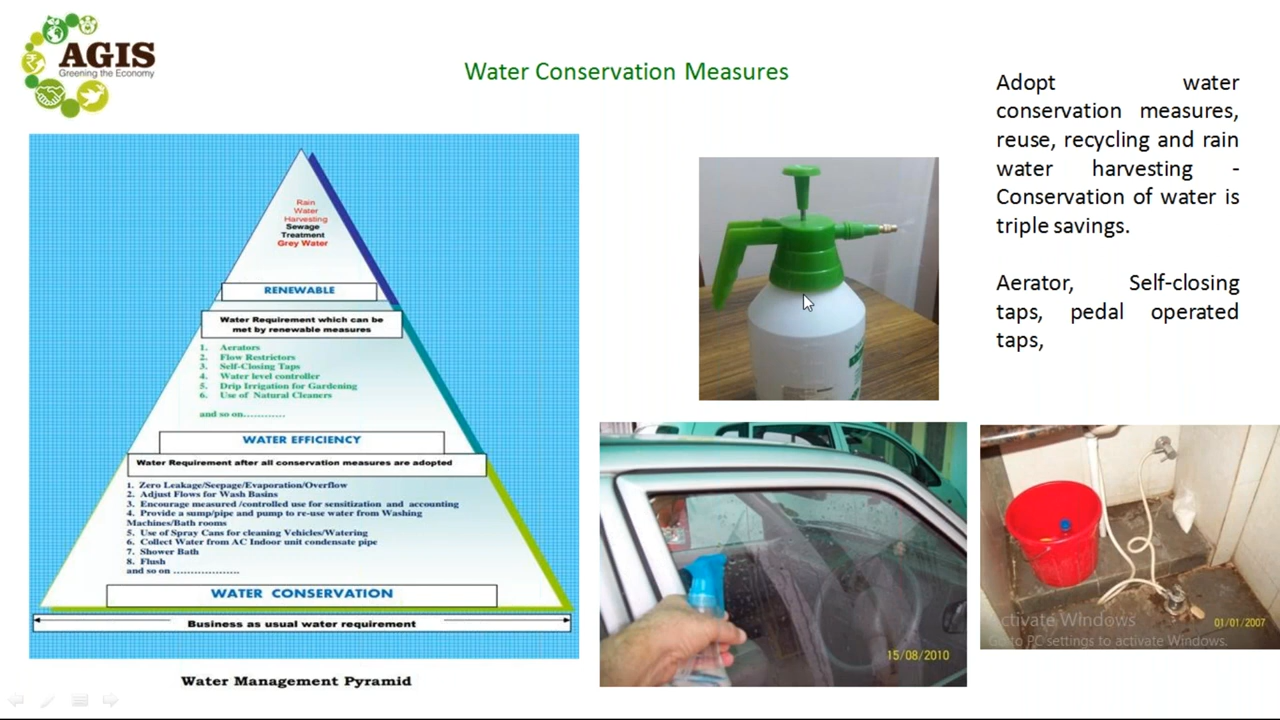 AGIS
Greening the Economy
Water Conservation Measures
Adopt water
conservation measures,
reuse, recycling and rain
water harvesting -
Conservation of water is
triple savings.
Aerator, Self-closing
taps, pedal operated
taps,
Rain
Water
Harvesting
Sewage
Treatment
Grey Water
RENEWABLE
Water Requirement which can be
met by renewable measures
1. Aerators
2. Flow Restrictors
3. Self-Closing Taps
4. Water level controller
5. Drip Irrigation for Gardening
6. Use of Natural Cleaners
and so on............
WATER EFFICIENCY
Water Requirement after all conservation measures are adopted
1. Zero Leakage/Seepage/Evaporation/Overflow
2. Adjust Flows for Wash Basins
3. Encourage measured /controlled use for sensitization and accounting
4. Provide a sump/pipe and pump to re-use water from Washing
Machines/Bath rooms
5. Use of Spray Cans for cleaning Vehicles/Watering
6. Collect Water from AC Indoor unit condensate pipe
7. Shower Bath
8. Flush
and so on ...................
WATER CONSERVATION
Business as usual water requirement
Water Management Pyramid
15/08/2010
01/01/2007
Activate Windows
Go to PC settings to activate Windows.